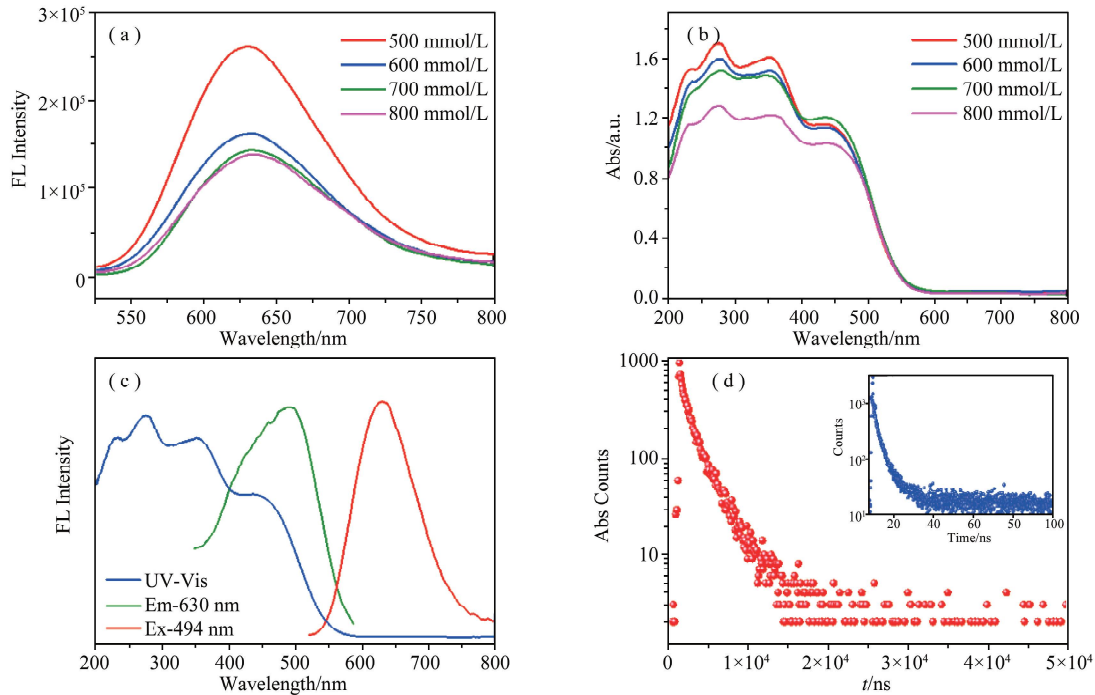 ( a )
3×10⁵
2×10⁵
1×10⁵
0
FL Intensity
500 mmol/L
600 mmol/L
700 mmol/L
800 mmol/L
550 600 650 700 750 800
Wavelength/nm
( b )
1.6
1.2
0.8
0.4
0.0
Abs/a.u.
500 mmol/L
600 mmol/L
700 mmol/L
800 mmol/L
200 300 400 500 600 700 800
Wavelength/nm
( c )
FL Intensity
UV-Vis
Em-630 nm
Ex-494 nm
200 300 400 500 600 700 800
Wavelength/nm
( d )
1000
100
10
Abs Counts
0 1×10⁴ 2×10⁴ 3×10⁴ 4×10⁴ 5×10⁴
t/ns
10³
10²
10¹
Counts
20 40 60 50 100
Time/ns